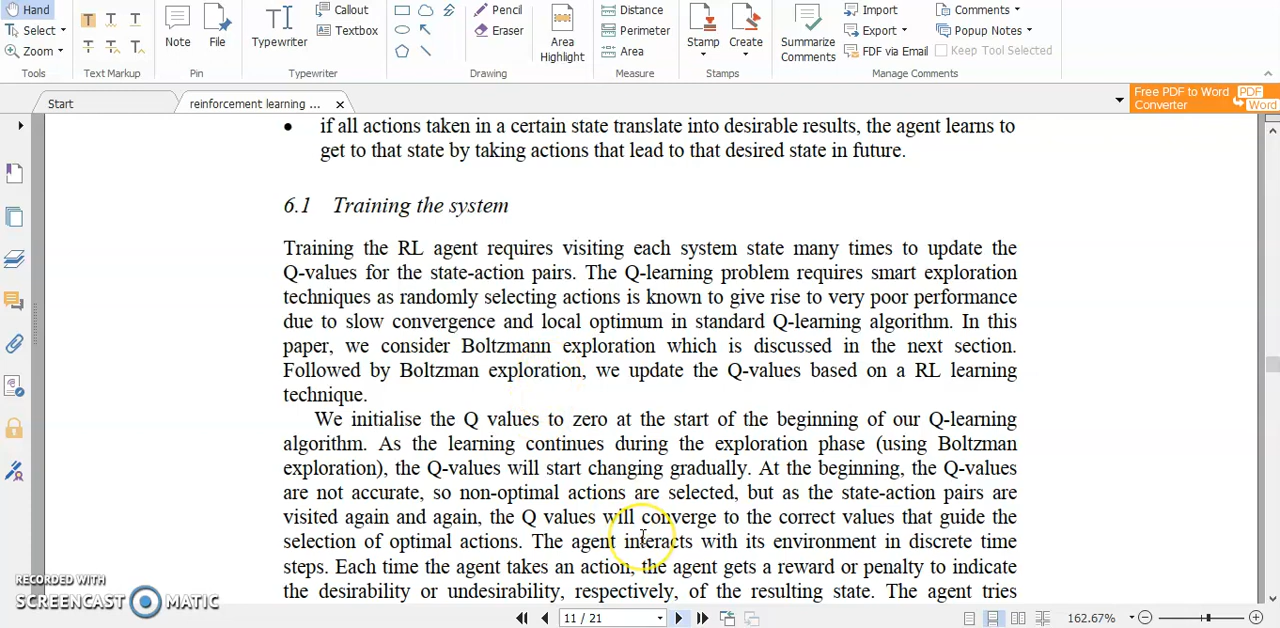 Hand
Select
Zoom
Tools
T
T
T
T
T
T
Text Markup
Note
File
Pin
Typewriter
Callout
Textbox
Typewriter
Pencil
Eraser
Drawing
Area
Highlight
Distance
Perimeter
Area
Measure
Stamp
Create
Stamps
Summarize
Comments
Import
Export
FDF via Email
Comments
Popup Notes
Keep Tool Selected
Manage Comments
Start
reinforcement learning ...
Free PDF to Word
Converter
PDF
Word
• if all actions taken in a certain state translate into desirable results, the agent learns to
get to that state by taking actions that lead to that desired state in future.
6.1 Training the system
Training the RL agent requires visiting each system state many times to update the
Q-values for the state-action pairs. The Q-learning problem requires smart exploration
techniques as randomly selecting actions is known to give rise to very poor performance
due to slow convergence and local optimum in standard Q-learning algorithm. In this
paper, we consider Boltzmann exploration which is discussed in the next section.
Followed by Boltzman exploration, we update the Q-values based on a RL learning
technique.
We initialise the Q values to zero at the start of the beginning of our Q-learning
algorithm. As the learning continues during the exploration phase (using Boltzman
exploration), the Q-values will start changing gradually. At the beginning, the Q-values
are not accurate, so non-optimal actions are selected, but as the state-action pairs are
visited again and again, the Q values will converge to the correct values that guide the
selection of optimal actions. The agent interacts with its environment in discrete time
steps. Each time the agent takes an action, the agent gets a reward or penalty to indicate
the desirability or undesirability, respectively, of the resulting state. The agent tries
RECORDED WITH
SCREENCAST MATIC
11 / 21
162.67%